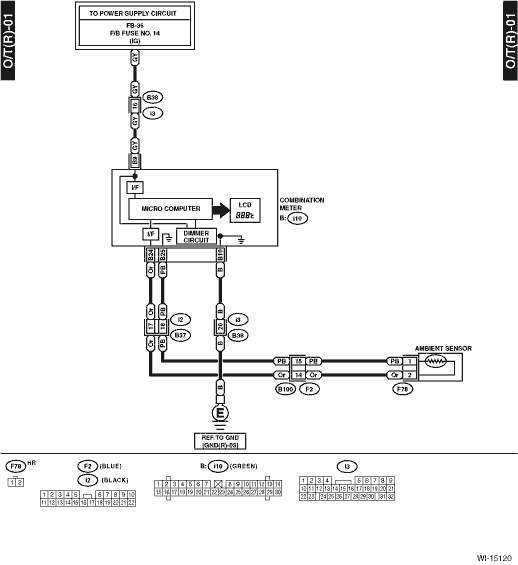 O/T(R)-01
O/T(R)-01
TO POWER SUPPLY CIRCUIT
FB-36
F/B FUSE NO. 14
(IG)
GY
GY
16
B38
i3
GY
GY
B9
I/F
MICRO COMPUTER
LCD
COMBINATION
METER
B: i10
I/F
DIMMER
CIRCUIT
B24
B25
B10
Or
PB
B
Or
PB
B
17
18
i2
B37
20
i3
B38
Or
PB
B
AMBIENT SENSOR
PB
15
PB
PB
1
Or
14
Or
Or
2
B100
F2
F78
B
E
REF. TO GND
[GND(R)-03]
F78
HR
F2
(BLUE)
B: i10
(GREEN)
i3
i2
(BLACK)
1 2
1 2 3 4 5 6 7 8 9 10
11 12 13 14 15 16 17 18 19 20 21 22
1 2 3 4 5 6 7 8 9 10 11 12 13 14
15 16 17 18 19 20 21 22 23 24 25 26 27 28 29 30
1 2 3 4 5 6 7 8 9
10 11 12 13 14 15 16 17 18 19 20
22 23 24 25 26 27 28 29 30 31 32
WI-15120